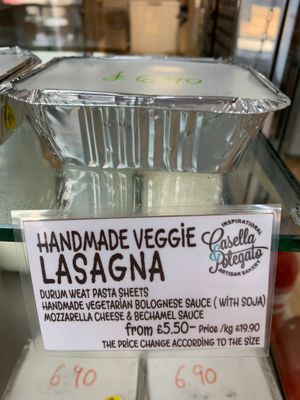 £6.90
HANDMADE VEGGiE
LASAGNA
DURUM WEAT PASTA SHEETS
HANDMADE VEGETARIAN BOLOGNESE SAUCE ( WITH SOJA)
MOZZARELLA CHEESE & BECHAMEL SAUCE
from £5.50- Price /kg £19.90
THE PRICE CHANGE ACCORDING TO THE SIZE
INSPIRATIONAL
Casella
Polegato
ARTISAN BAKERY
6.90
6.90